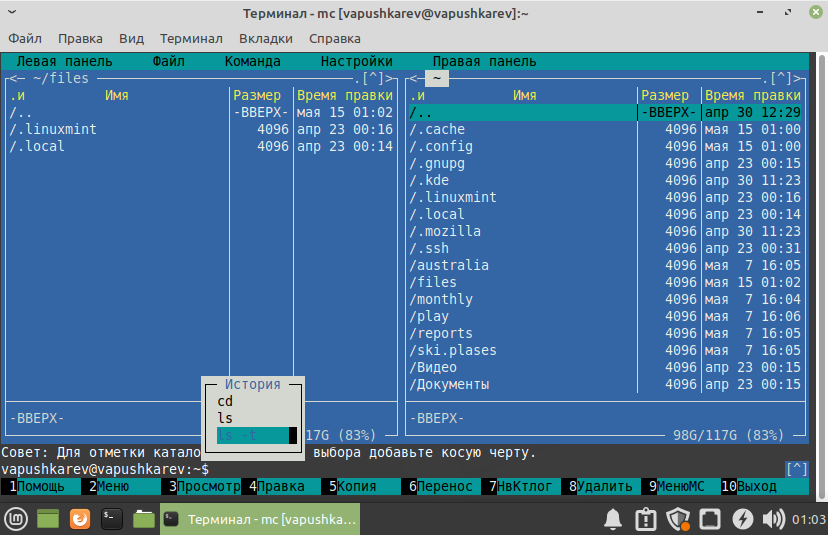 Терминал - mc [vapushkarev@vapushkarev]:~
Файл Правка Вид Терминал Вкладки Справка
Левая панель Файл Команда Настройки Правая панель
<— ~/files .[^]>
.и Имя Размер Время правки
/.. -ВВЕРХ- мая 15 01:02
/.linuxmint 4096 апр 23 00:16
/.local 4096 апр 23 00:14
-ВВЕРХ-
17G (83%)
<— ~ .[^]>
.и Имя Размер Время правки
/.. -ВВЕРХ- апр 30 12:29
/.cache 4096 мая 15 01:00
/.config 4096 мая 15 01:00
/.gnupg 4096 апр 23 00:15
/.kde 4096 апр 30 11:23
/.linuxmint 4096 апр 23 00:16
/.local 4096 апр 23 00:14
/.mozilla 4096 апр 30 11:23
/.ssh 4096 апр 23 00:31
/australia 4096 мая 7 16:05
/files 4096 мая 15 01:02
/monthly 4096 мая 7 16:04
/play 4096 мая 7 16:06
/reports 4096 мая 7 16:05
/ski.plases 4096 мая 7 16:05
/Видео 4096 апр 23 00:15
/Документы 4096 апр 23 00:15
-ВВЕРХ-
98G/117G (83%)
История
cd
ls
ls -t
Совет: Для отметки катало выбора добавьте косую черту.
vapushkarev@vapushkarev:~$ [^]
1Помощь 2Меню 3Просмотр 4Правка 5Копия 6Перенос 7НвКтлог 8Удалить 9МенюМС 10Выход
Терминал - mc [vapushka... 01:03